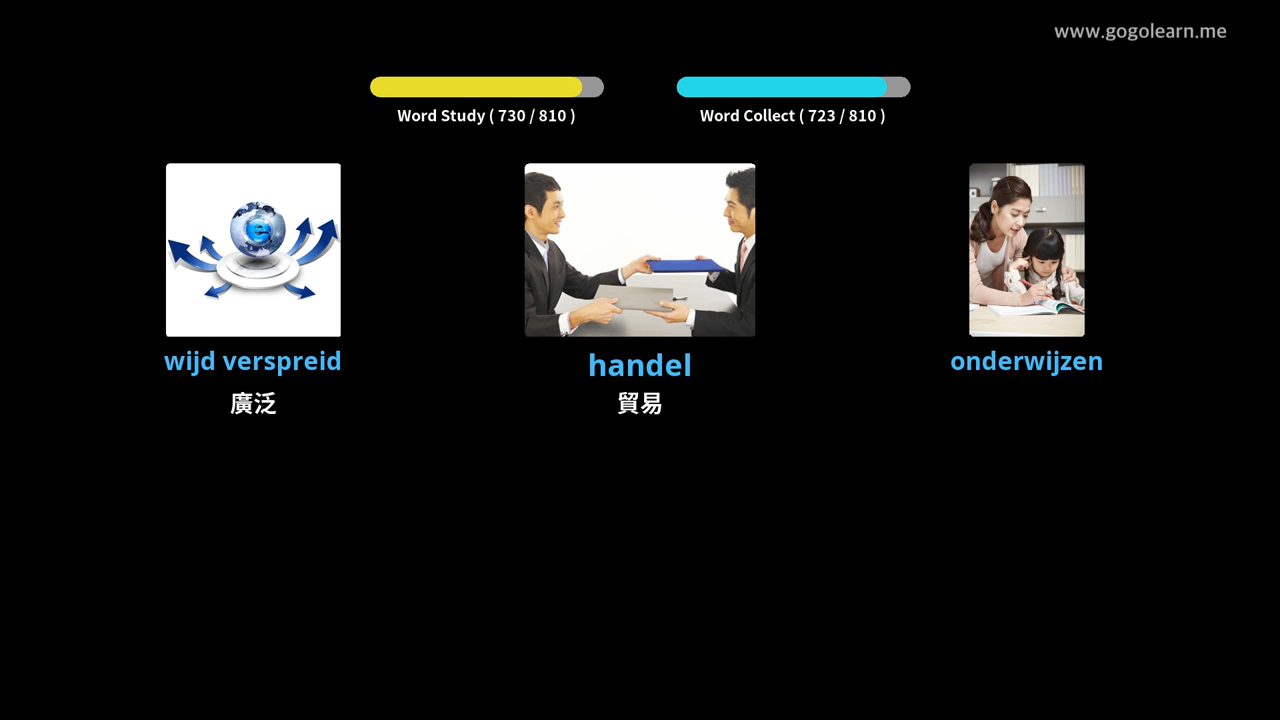 www.gogolearn.me
Word Study ( 730 / 810 )
Word Collect ( 723 / 810 )
e
wijd verspreid
handel
onderwijzen
廣泛
貿易